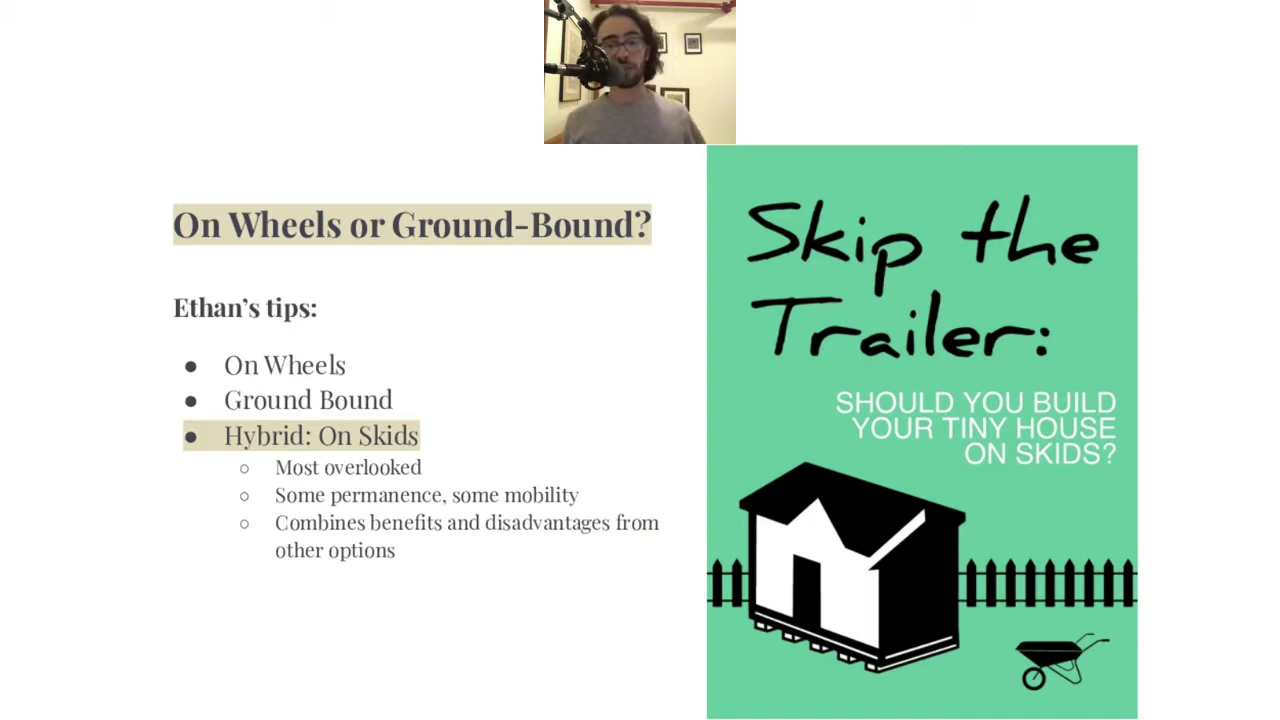 On Wheels or Ground-Bound?
Ethan’s tips:
● On Wheels
● Ground Bound
● Hybrid: On Skids
○ Most overlooked
○ Some permanence, some mobility
○ Combines benefits and disadvantages from
other options
Skip the
Trailer:
SHOULD YOU BUILD
YOUR TINY HOUSE
ON SKIDS?